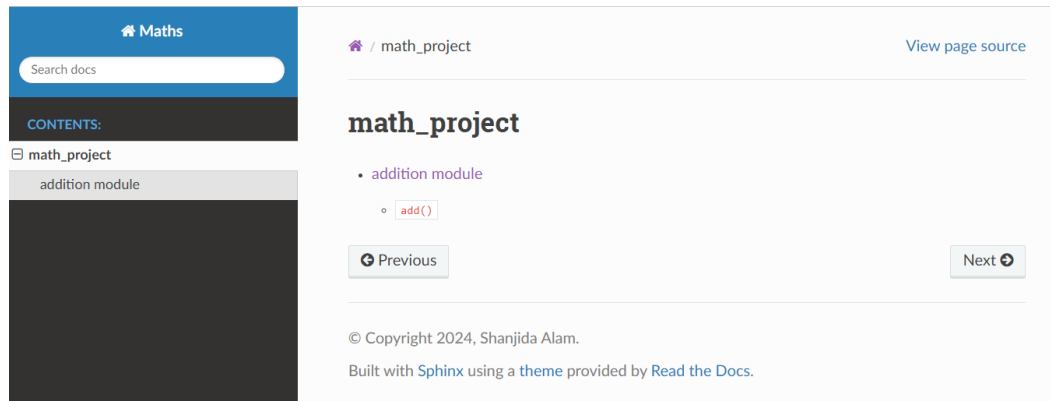 Maths
Search docs
CONTENTS:
math_project
addition module
/ math_project
View page source
math_project
• addition module
◦ add()
Previous
Next
© Copyright 2024, Shanjida Alam.
Built with Sphinx using a theme provided by Read the Docs.